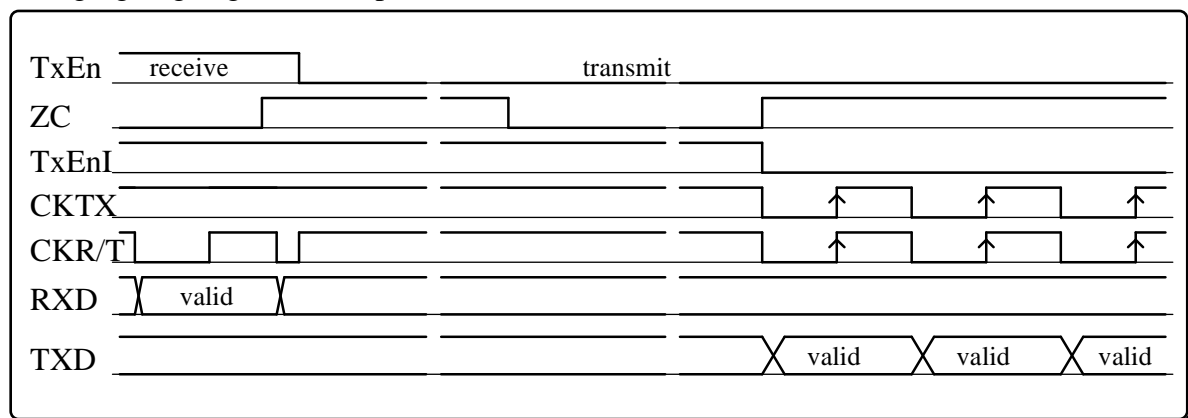 TxEn receive transmit
ZC
TxEnI
CKTX
CKR/T
RXD valid
TXD valid valid valid